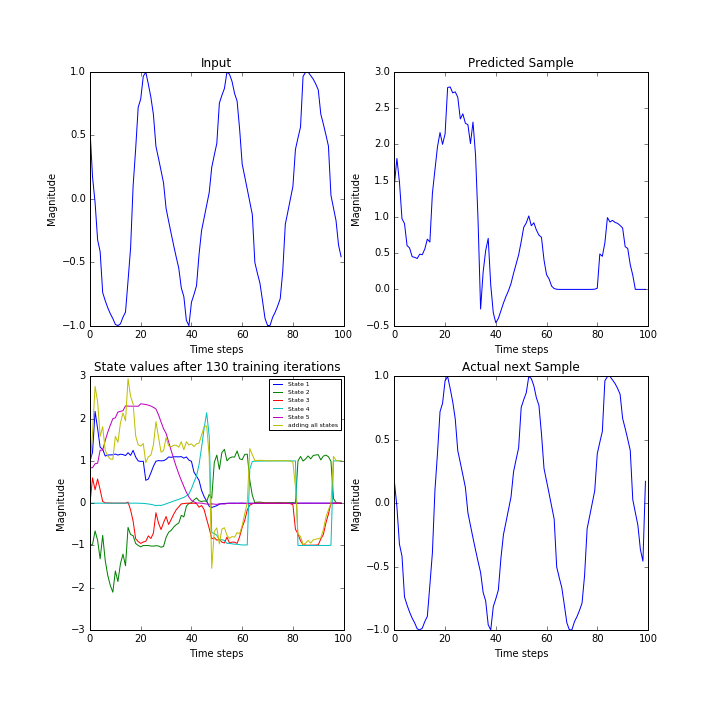 Input
Magnitude
1.0
0.5
0.0
−0.5
−1.0
0 20 40 60 80 100
Time steps
Predicted Sample
Magnitude
3.0
2.5
2.0
1.5
1.0
0.5
0.0
−0.5
0 20 40 60 80 100
Time steps
State values after 130 training iterations
Magnitude
3
2
1
0
−1
−2
−3
0 20 40 60 80 100
Time steps
State 1
State 2
State 3
State 4
State 5
adding all states
Actual next Sample
Magnitude
1.0
0.5
0.0
−0.5
−1.0
0 20 40 60 80 100
Time steps